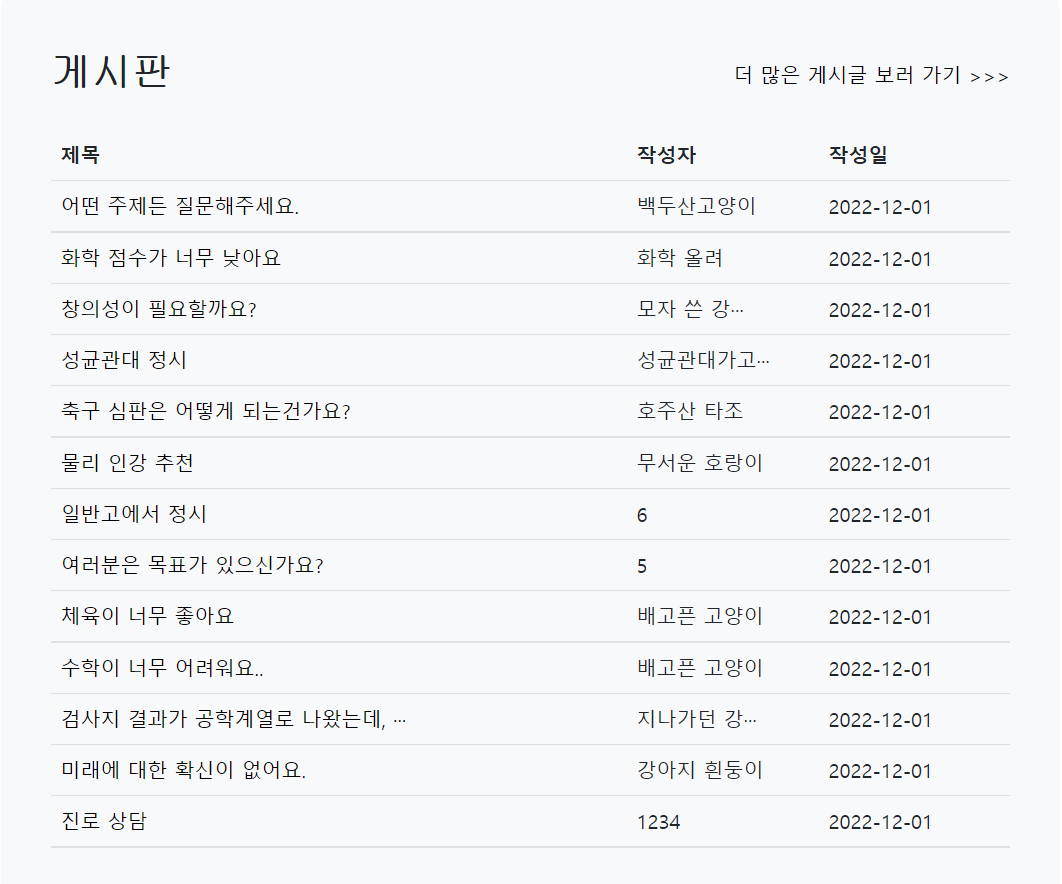 게시판
더 많은 게시글 보러 가기 >>>
제목 작성자 작성일
어떤 주제든 질문해주세요. 백두산고양이 2022-12-01
화학 점수가 너무 낮아요 화학 올려 2022-12-01
창의성이 필요할까요? 모자 쓴 강… 2022-12-01
성균관대 정시 성균관대가고… 2022-12-01
축구 심판은 어떻게 되는건가요? 호주산 타조 2022-12-01
물리 인강 추천 무서운 호랑이 2022-12-01
일반고에서 정시 6 2022-12-01
여러분은 목표가 있으신가요? 5 2022-12-01
체육이 너무 좋아요 배고픈 고양이 2022-12-01
수학이 너무 어려워요.. 배고픈 고양이 2022-12-01
검사지 결과가 공학계열로 나왔는데, … 지나가던 강… 2022-12-01
미래에 대한 확신이 없어요. 강아지 흰둥이 2022-12-01
진로 상담 1234 2022-12-01